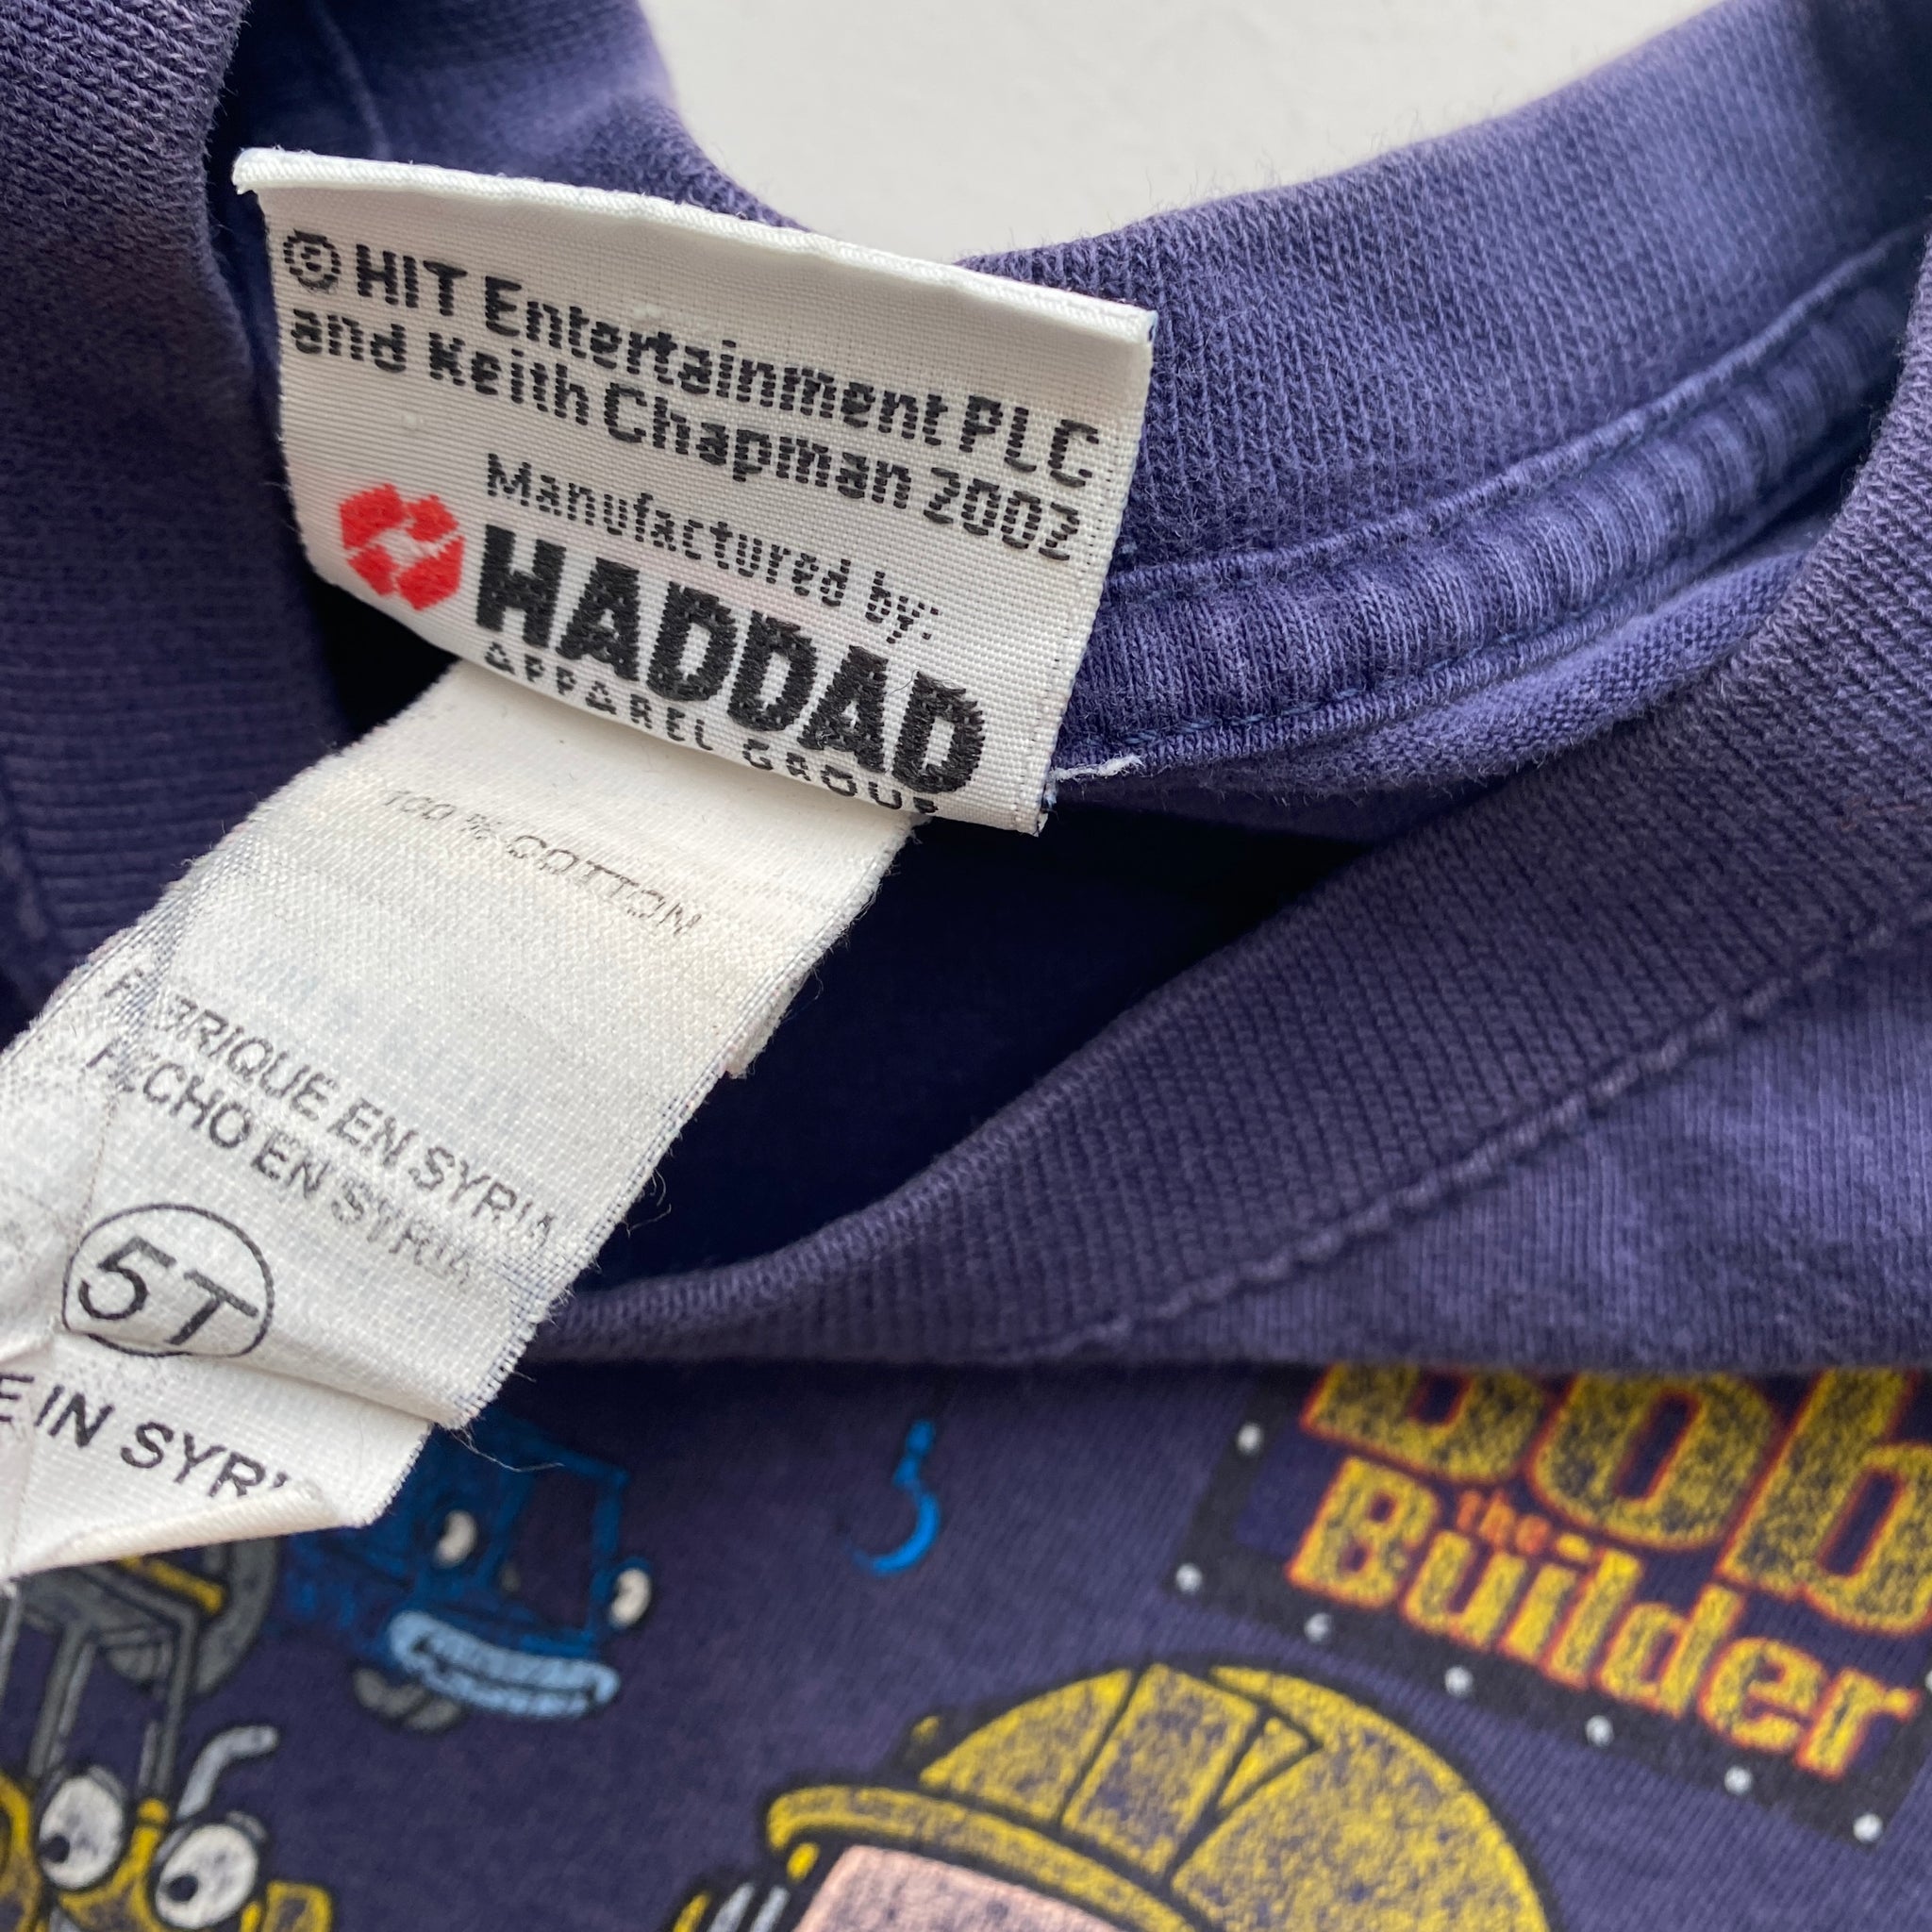 © HIT Entertainment PLC
and Keith Chapman 2002
Manufactured by:
HADDAD
APPAREL GROUP
100 % COTTON
FABRIQUE EN SYRIA
HECHO EN SYRIA
5T
E IN SYRI
Bob
the
Builder